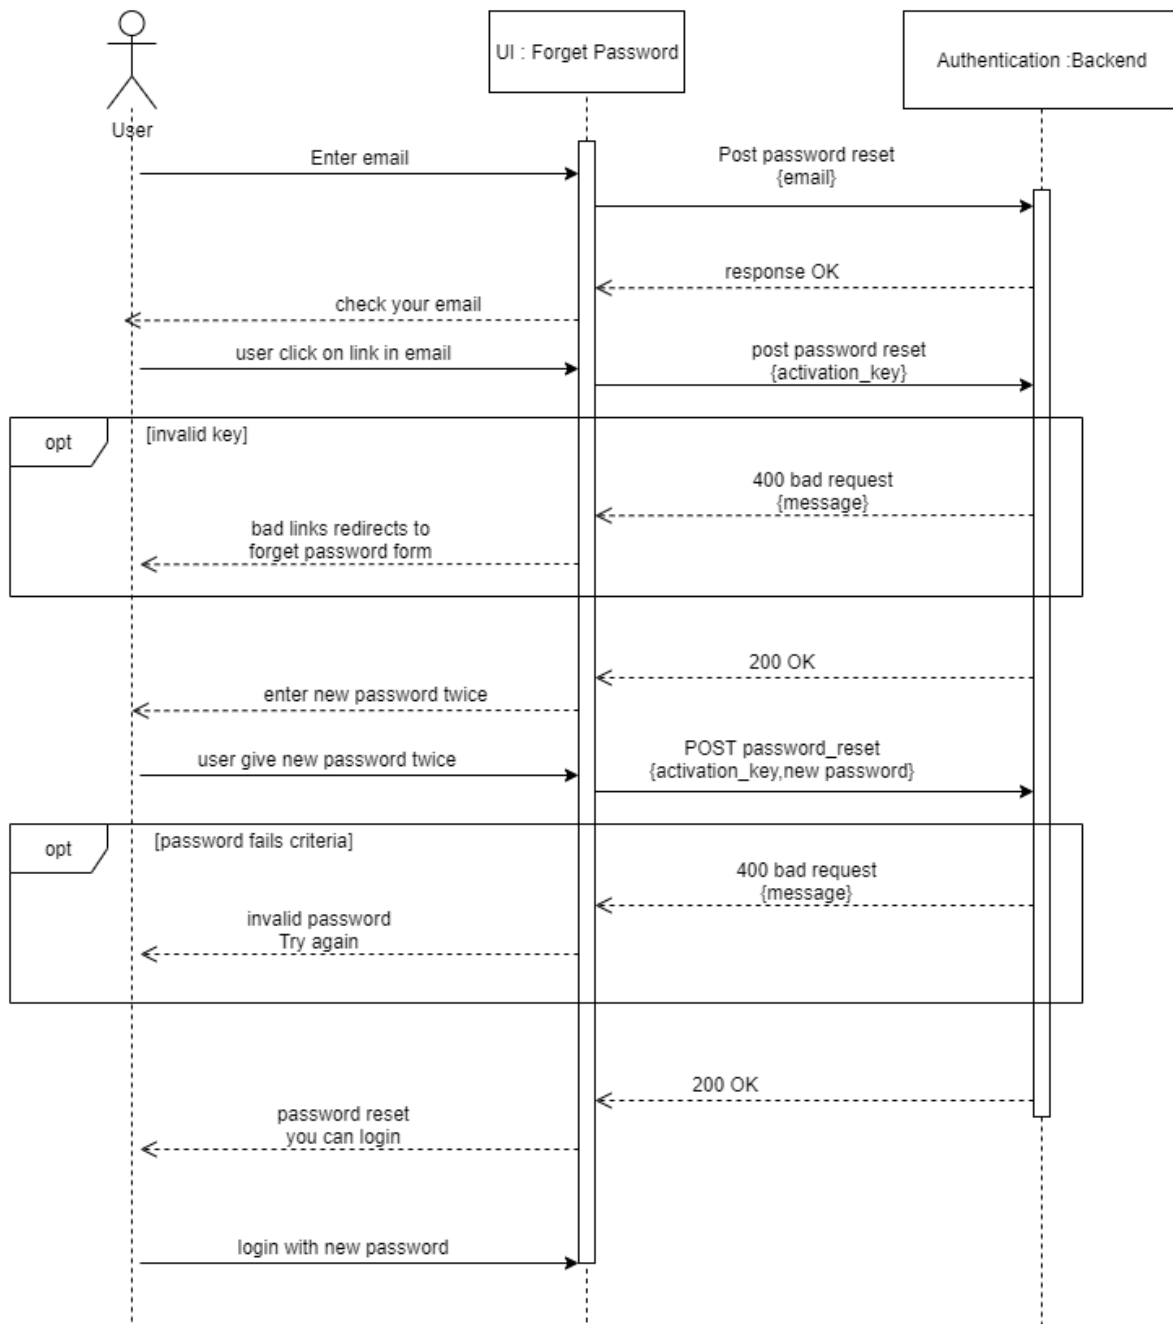 UI : Forget Password
Authentication :Backend
User
Enter email
Post password reset
{email}
response OK
check your email
user click on link in email
post password reset
{activation_key}
opt
[invalid key]
400 bad request
{message}
bad links redirects to
forget password form
200 OK
enter new password twice
user give new password twice
POST password_reset
{activation_key,new password}
opt
[password fails criteria]
400 bad request
{message}
invalid password
Try again
200 OK
password reset
you can login
login with new password